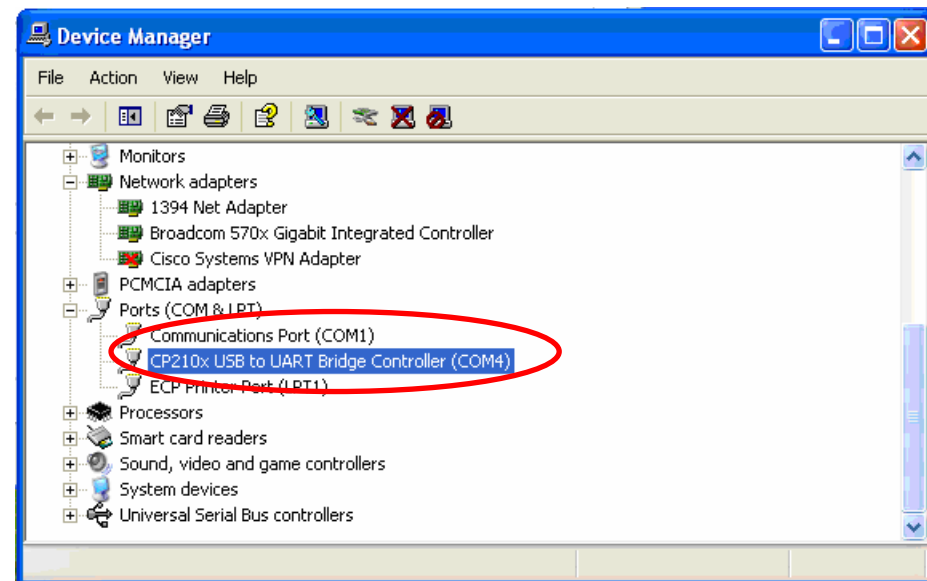 Device Manager
File Action View Help
Monitors
Network adapters
1394 Net Adapter
Broadcom 570x Gigabit Integrated Controller
Cisco Systems VPN Adapter
PCMCIA adapters
Ports (COM & LPT)
Communications Port (COM1)
CP210x USB to UART Bridge Controller (COM4)
ECP Printer Port (LPT1)
Processors
Smart card readers
Sound, video and game controllers
System devices
Universal Serial Bus controllers